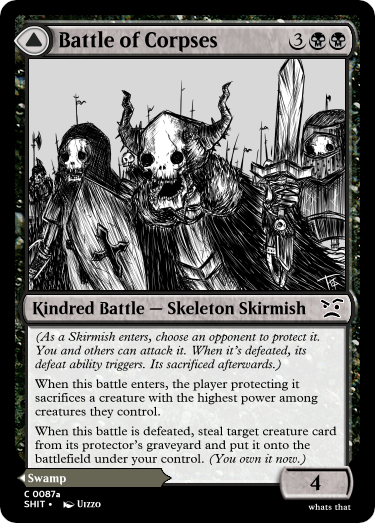 Battle of Corpses 3
Kindred Battle — Skeleton Skirmish
(As a Skirmish enters, choose an opponent to protect it.
You and others can attack it. When it's defeated, its
defeat ability triggers. Its sacrificed afterwards.)
When this battle enters, the player protecting it
sacrifices a creature with the highest power among
creatures they control.
When this battle is defeated, steal target creature card
from its protector's graveyard and put it onto the
battlefield under your control. (You own it now.)
Swamp
4
C 0087a
SHIT • Uizzo
whats that